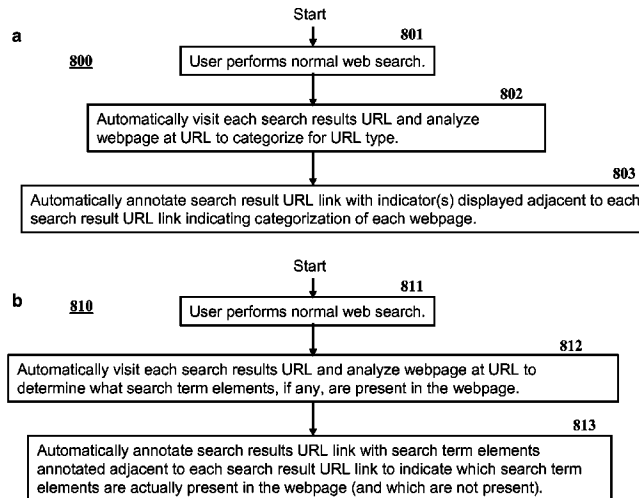 Start
a
800
801
User performs normal web search.
802
Automatically visit each search results URL and analyze
webpage at URL to categorize for URL type.
803
Automatically annotate search result URL link with indicator(s) displayed adjacent to each
search result URL link indicating categorization of each webpage.
Start
b
810
811
User performs normal web search.
812
Automatically visit each search results URL and analyze webpage at URL to
determine what search term elements, if any, are present in the webpage.
813
Automatically annotate search results URL link with search term elements
annotated adjacent to each search result URL link to indicate which search term
elements are actually present in the webpage (and which are not present).